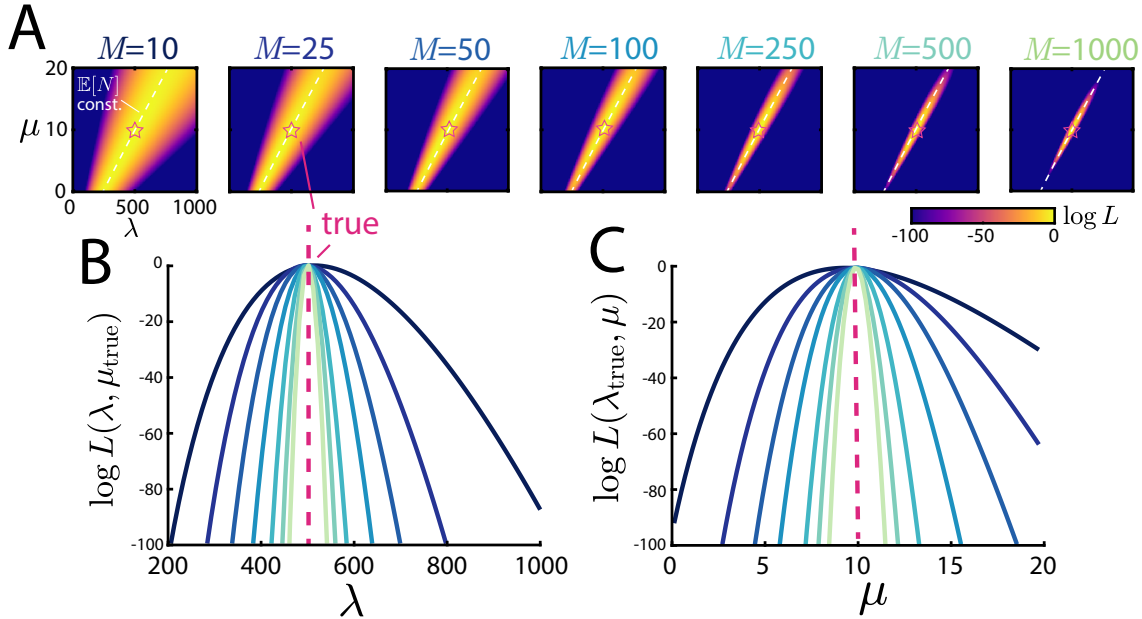 A
M=10 M=25 M=50 M=100 M=250 M=500 M=1000
20
𝔼[N]
const.
μ 10
0
0 500 1000
λ
-100 -50 0 log L
true
B
0
-20
-40
-60
-80
-100
log L(λ, μtrue)
200 400 600 800 1000
λ
C
0
-20
-40
-60
-80
-100
log L(λtrue, μ)
0 5 10 15 20
μ